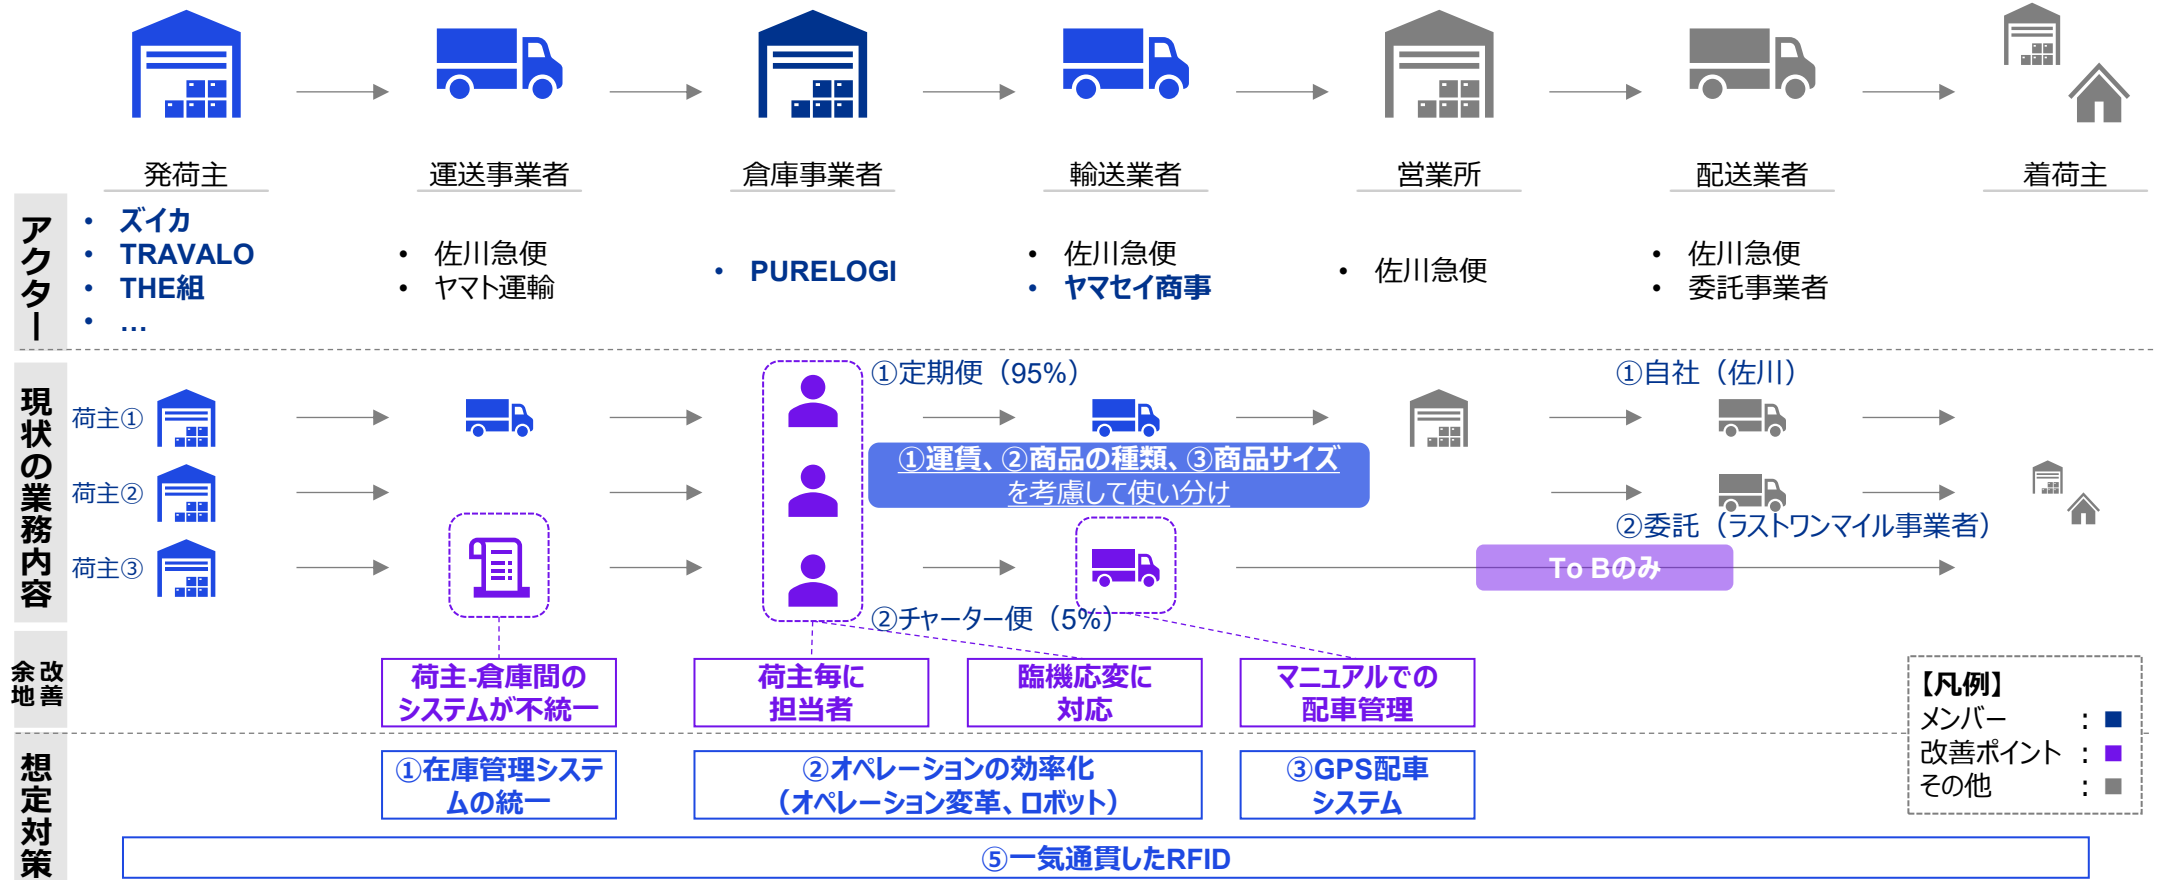 発荷主
運送事業者
倉庫事業者
輸送業者
営業所
配送業者
着荷主
アクター
• ズイカ
• TRAVALO
• THE組
• …
• 佐川急便
• ヤマト運輸
• PURELOGI
• 佐川急便
• ヤマセイ商事
• 佐川急便
• 佐川急便
• 委託事業者
現状の業務内容
荷主①
荷主②
荷主③
①定期便（95%）
①運賃、②商品の種類、③商品サイズ
を考慮して使い分け
②チャーター便（5%）
①自社（佐川）
②委託（ラストワンマイル事業者）
To Bのみ
改善
余地
荷主-倉庫間の
システムが不統一
荷主毎に
担当者
臨機応変に
対応
マニュアルでの
配車管理
【凡例】
メンバー ：
改善ポイント ：
その他 ：
想定対策
①在庫管理システ
ムの統一
②オペレーションの効率化
（オペレーション変革、ロボット）
③GPS配車
システム
⑤一気通貫したRFID